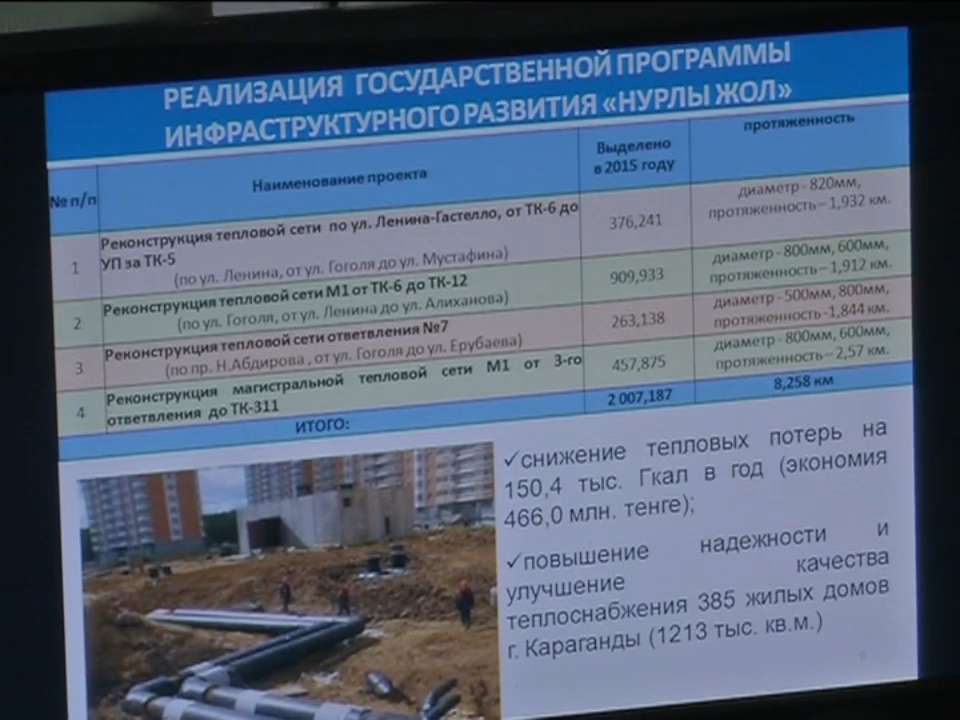 РЕАЛИЗАЦИЯ ГОСУДАРСТВЕННОЙ ПРОГРАММЫ
ИНФРАСТРУКТУРНОГО РАЗВИТИЯ «НУРЛЫ ЖОЛ»
№ п/п
Наименование проекта
Выделено
в 2015 году
протяженность
1
Реконструкция тепловой сети по ул. Ленина-Гастелло, от ТК-6 до
УП за ТК-5
(по ул. Ленина, от ул. Гоголя до ул. Мустафина)
376,241
диаметр - 820мм,
протяженность – 1,932 км.
2
Реконструкция тепловой сети М1 от ТК-6 до ТК-12
(по ул. Гоголя, от ул. Ленина до ул. Алиханова)
909,933
диаметр - 800мм, 600мм,
протяженность – 1,912 км.
3
Реконструкция тепловой сети ответвления №7
(по пр. Н.Абдирова , от ул. Гоголя до ул. Ерубаева)
263,138
диаметр - 500мм, 800мм,
протяженность -1,844 км.
4
Реконструкция магистральной тепловой сети М1 от 3-го
ответвления до ТК-311
457,875
диаметр - 800мм, 600мм,
протяженность – 2,57 км.
ИТОГО:
2 007,187
8,258 км
✓снижение тепловых потерь на
150,4 тыс. Гкал в год (экономия
466,0 млн. тенге);
✓повышение надежности и
улучшение качества
теплоснабжения 385 жилых домов
г. Караганды (1213 тыс. кв.м.)